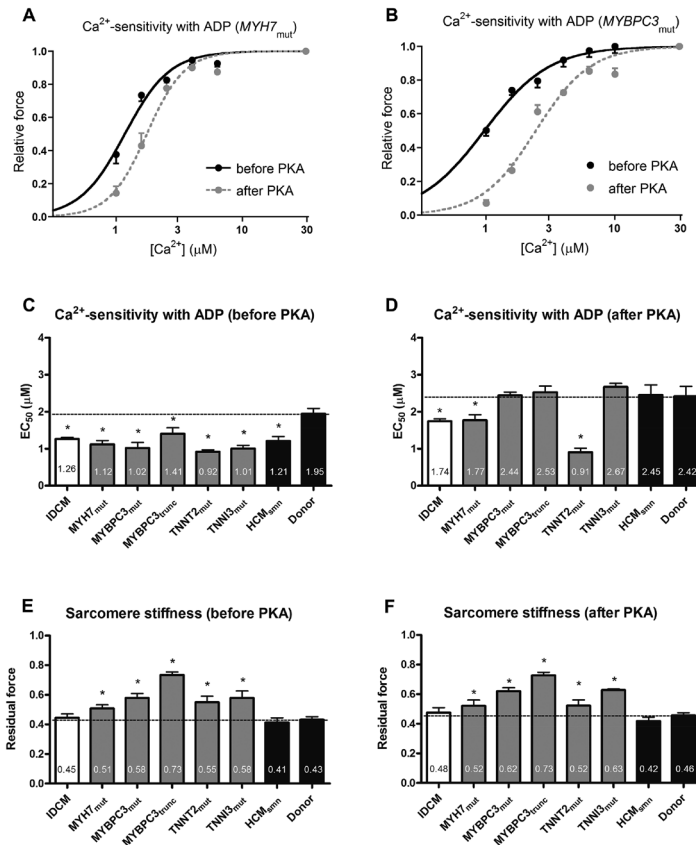 A
Ca²⁺-sensitivity with ADP (MYH7mut)
Relative force
1.0
0.8
0.6
0.4
0.2
0.0
before PKA
after PKA
1 3 10 30
[Ca²⁺] (μM)
B
Ca²⁺-sensitivity with ADP (MYBPC3mut)
Relative force
1.0
0.8
0.6
0.4
0.2
0.0
before PKA
after PKA
1 3 10 30
[Ca²⁺] (μM)
C
Ca²⁺-sensitivity with ADP (before PKA)
EC50 (μM)
4
3
2
1
0
* * * * * * *
1.26 1.12 1.02 1.41 0.92 1.01 1.21 1.95
IDCM MYH7mut MYBPC3mut MYBPC3trunc TNNT2mut TNNI3mut HCMsmn Donor
D
Ca²⁺-sensitivity with ADP (after PKA)
EC50 (μM)
4
3
2
1
0
* * *
1.74 1.77 2.44 2.53 0.91 2.67 2.45 2.42
IDCM MYH7mut MYBPC3mut MYBPC3trunc TNNT2mut TNNI3mut HCMsmn Donor
E
Sarcomere stiffness (before PKA)
Residual force
1.0
0.8
0.6
0.4
0.2
0.0
* * * * *
0.45 0.51 0.58 0.73 0.55 0.58 0.41 0.43
IDCM MYH7mut MYBPC3mut MYBPC3trunc TNNT2mut TNNI3mut HCMsmn Donor
F
Sarcomere stiffness (after PKA)
Residual force
1.0
0.8
0.6
0.4
0.2
0.0
* * * * *
0.48 0.52 0.62 0.73 0.52 0.63 0.42 0.46
IDCM MYH7mut MYBPC3mut MYBPC3trunc TNNT2mut TNNI3mut HCMsmn Donor